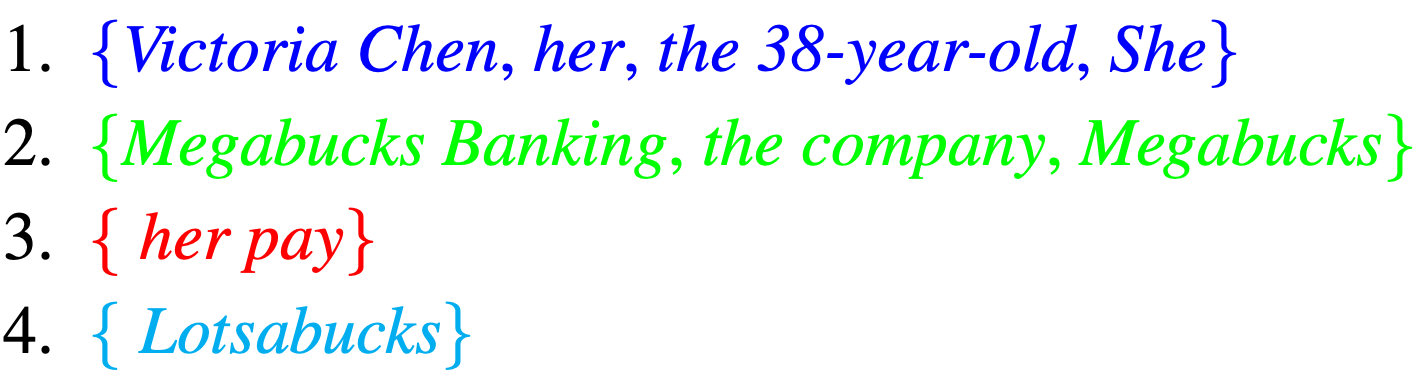 1. {Victoria Chen, her, the 38-year-old, She}
2. {Megabucks Banking, the company, Megabucks}
3. { her pay}
4. { Lotsabucks}